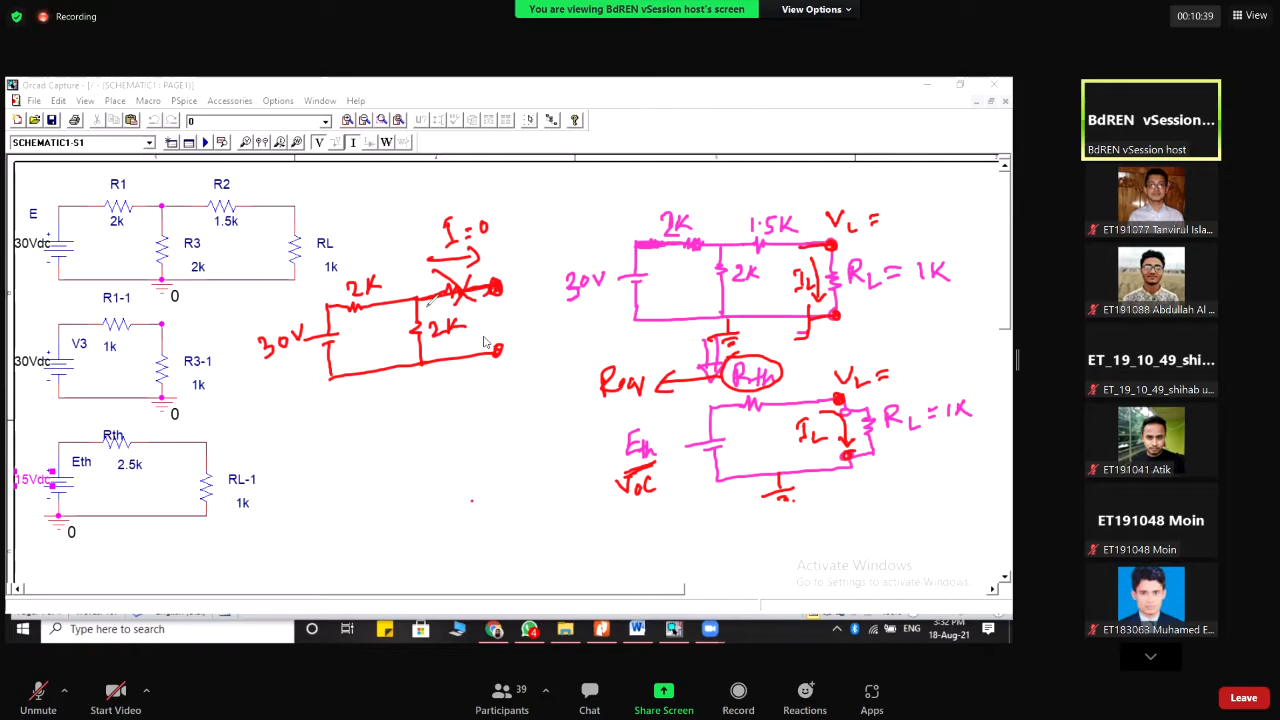 Recording
You are viewing BdREN vSession host's screen
View Options
00:10:39
View
Orcad Capture - [/ - (SCHEMATIC1 : PAGE1)]
File Edit View Place Macro PSpice Accessories Options Window Help
0
SCHEMATIC1-S1
V I W
R1
2k
R2
1.5k
E
30Vdc
R3
2k
RL
1k
0
R1-1
1k
V3
30Vdc
R3-1
1k
0
Rth
2.5k
Eth
15Vdc
RL-1
1k
0
I=0
2K
30V
2K
2K
1.5K
VL =
30V
2K
IL
RL = 1K
Req
Rth
VL =
Eth
Voc
IL
RL = 1K
Activate Windows
Go to Settings to activate Windows.
Type here to search
4
ENG
3:32 PM
18-Aug-21
BdREN vSession...
BdREN vSession host
ET191077 Tanvirul Isla...
ET191088 Abdullah Al ...
ET_19_10_49_shi...
ET_19_10_49_shihab u...
ET191041 Atik
ET191048 Moin
ET191048 Moin
ET183063 Muhamed E...
Unmute
Start Video
Participants
39
Chat
Share Screen
Record
Reactions
Apps
Leave